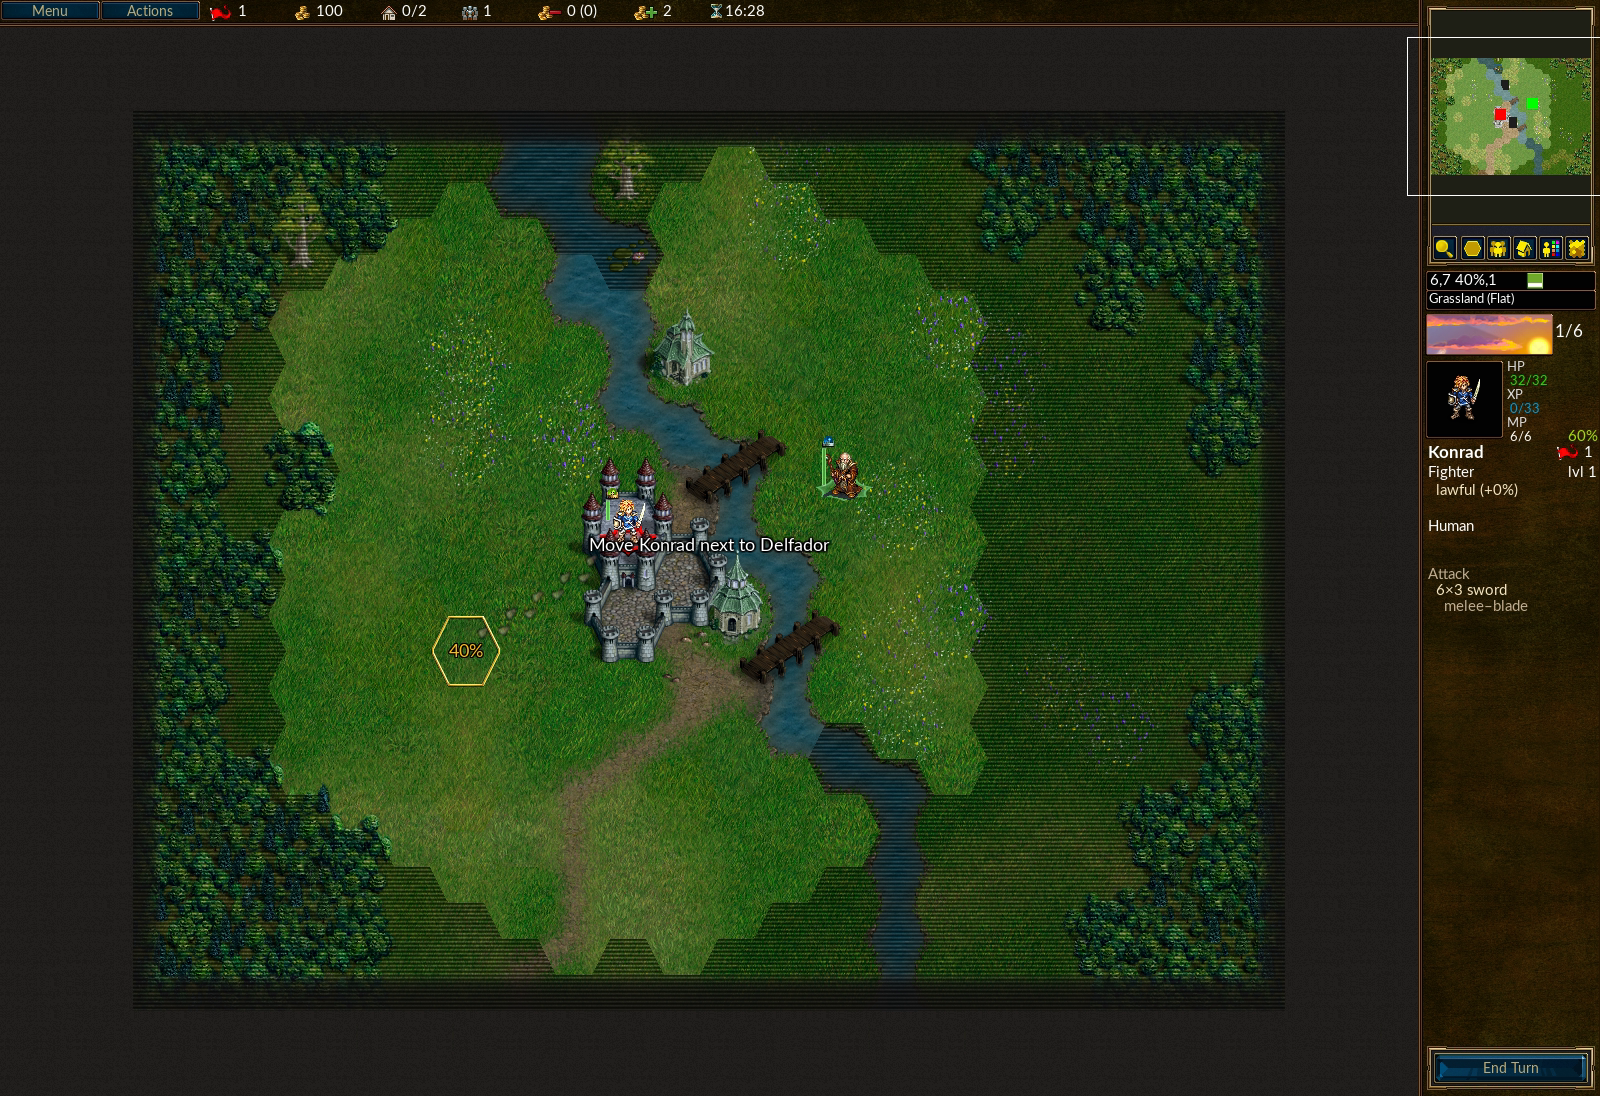 Menu Actions 1 100 0/2 1 0 (0) 2 16:28
6,7 40%,1
Grassland (Flat)
1/6
HP
32/32
XP
0/33
MP
6/6 60%
Konrad 1
Fighter lvl 1
lawful (+0%)
Human
Attack
6×3 sword
melee–blade
Move Konrad next to Delfador
40%
End Turn